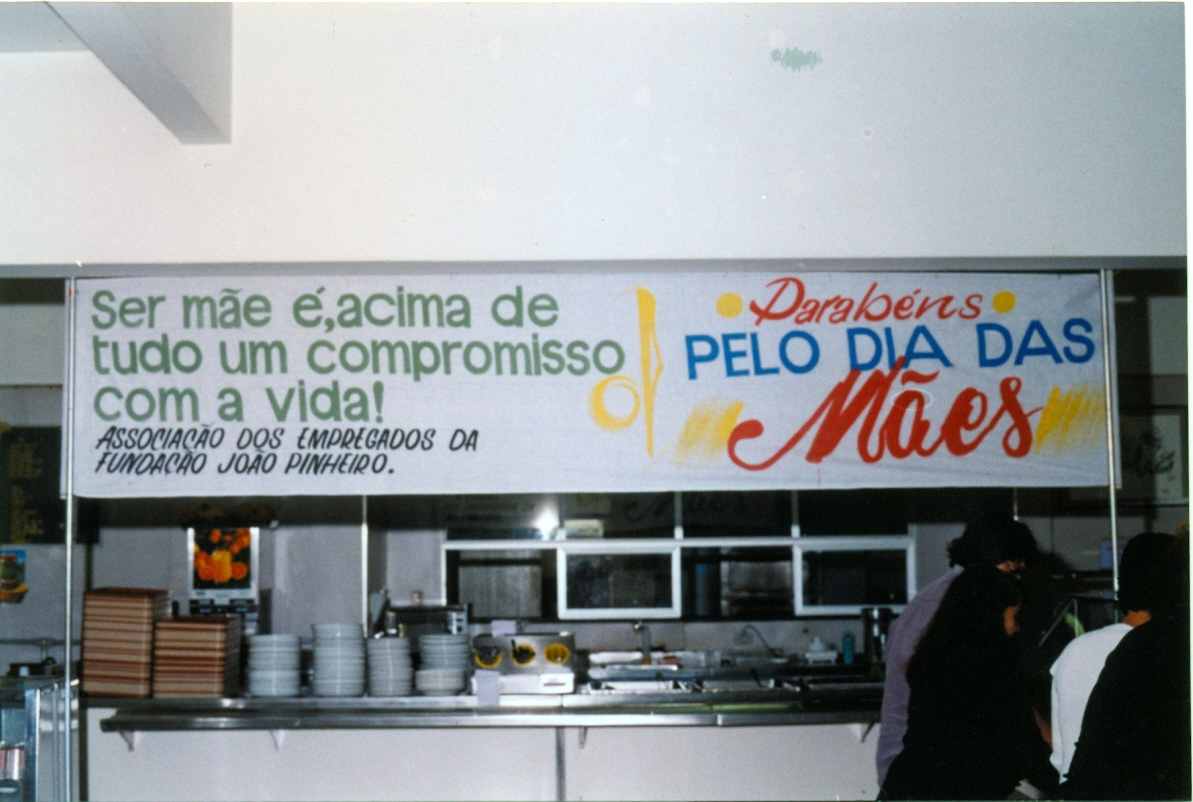 Ser mãe é,acima de
tudo um compromisso
com a vida!
ASSOCIAÇÃO DOS EMPREGADOS DA
FUNDAÇÃO JOÃO PINHEIRO.
Parabéns
PELO DIA DAS
Mães